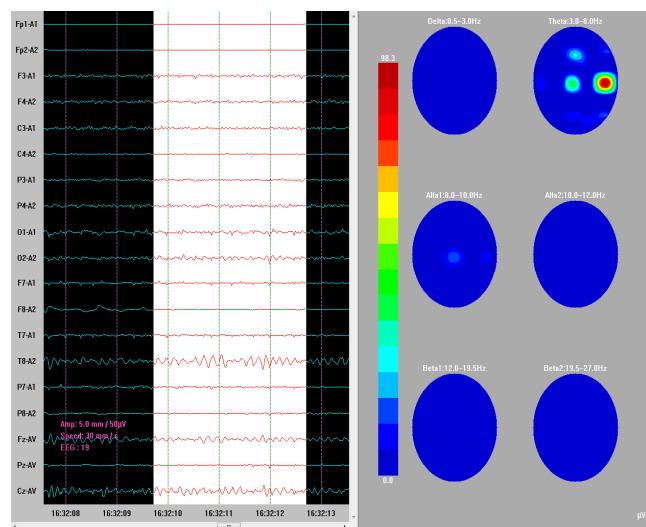 Fp1-A1
Fp2-A2
F3-A1
F4-A2
C3-A1
C4-A2
P3-A1
P4-A2
O1-A1
O2-A2
F7-A1
F8-A2
T7-A1
T8-A2
P7-A1
P8-A2
Fz-AV
Pz-AV
Cz-AV
Amp: 5.0 mm / 50µV
Speed: 30 mm / s
EEG : 19
16:32:08 16:32:09 16:32:10 16:32:11 16:32:12 16:32:13
98.3
0.0
Delta:0.5-3.0Hz Theta:3.0-8.0Hz
Alfa1:8.0-10.0Hz Alfa2:10.0-12.0Hz
Beta1:12.0-19.5Hz Beta2:19.5-27.0Hz
µV